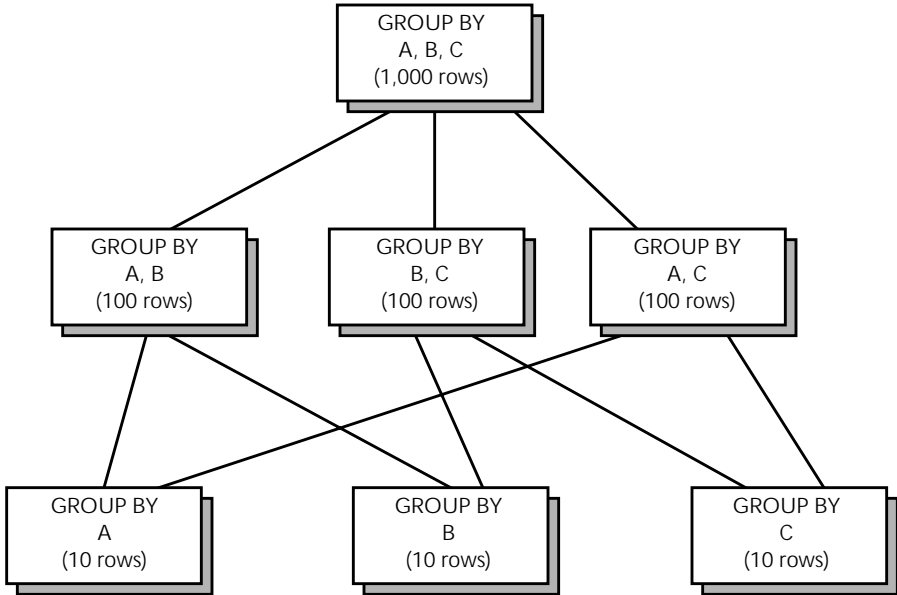 GROUP BY
A, B, C
(1,000 rows)
GROUP BY
A, B
(100 rows)
GROUP BY
B, C
(100 rows)
GROUP BY
A, C
(100 rows)
GROUP BY
A
(10 rows)
GROUP BY
B
(10 rows)
GROUP BY
C
(10 rows)